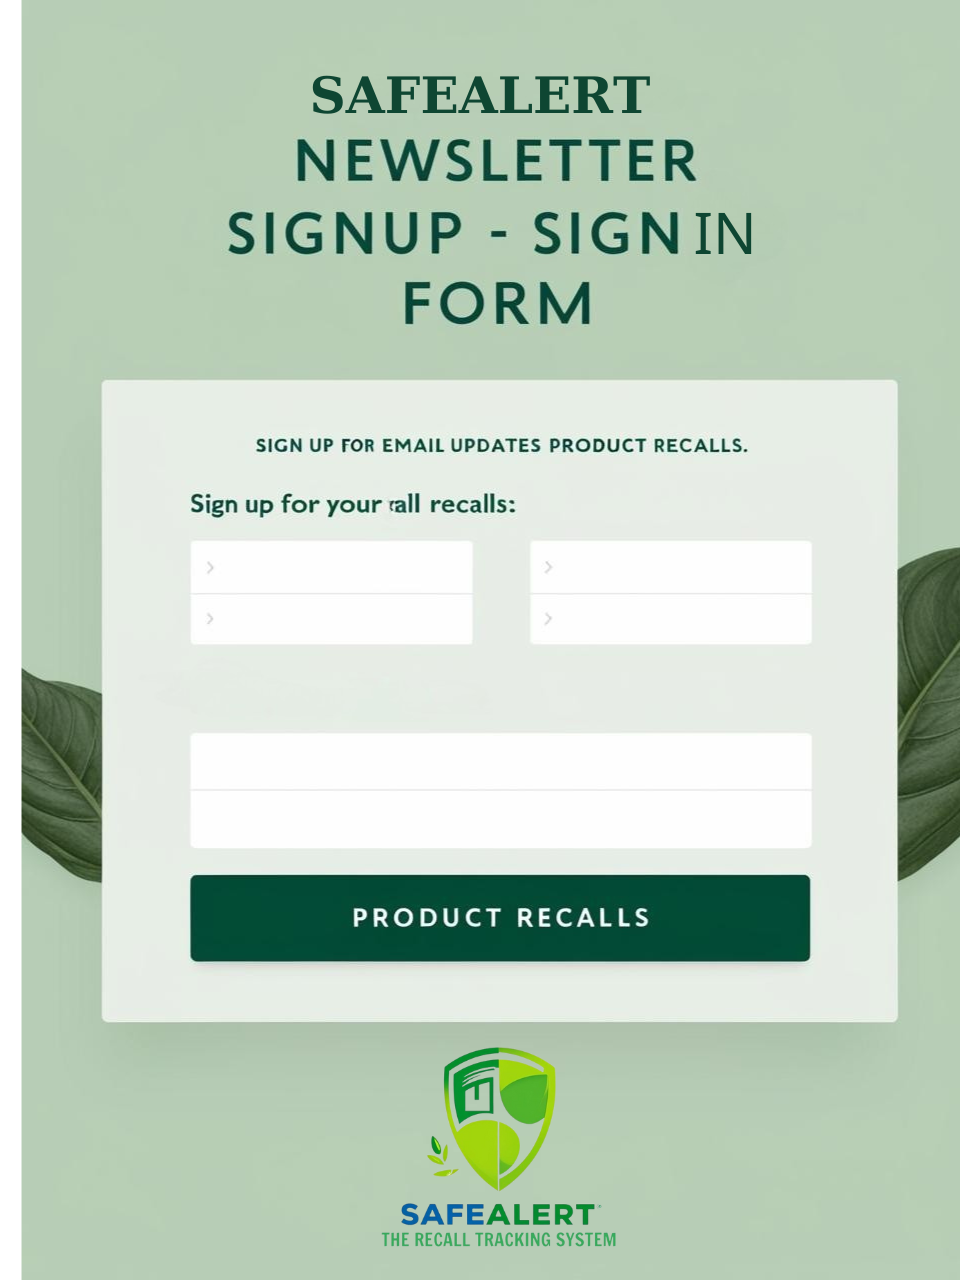 SAFEALERT
NEWSLETTER
SIGNUP - SIGN IN
FORM
SIGN UP FOR EMAIL UPDATES PRODUCT RECALLS.
Sign up for your all recalls:
PRODUCT RECALLS
SAFEALERT
THE RECALL TRACKING SYSTEM